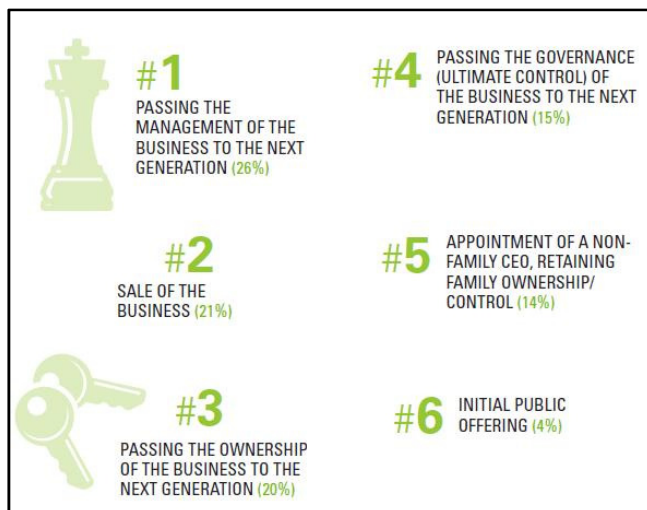 #1
PASSING THE
MANAGEMENT OF THE
BUSINESS TO THE NEXT
GENERATION (26%)
#2
SALE OF THE
BUSINESS (21%)
#3
PASSING THE OWNERSHIP
OF THE BUSINESS TO THE
NEXT GENERATION (20%)
#4
PASSING THE GOVERNANCE
(ULTIMATE CONTROL) OF
THE BUSINESS TO THE NEXT
GENERATION (15%)
#5
APPOINTMENT OF A NON-
FAMILY CEO, RETAINING
FAMILY OWNERSHIP/
CONTROL (14%)
#6
INITIAL PUBLIC
OFFERING (4%)